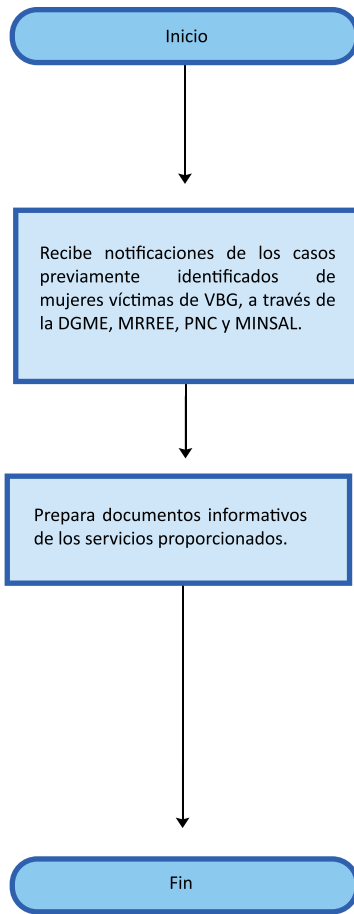 Inicio
Recibe notificaciones de los casos
previamente identificados de
mujeres víctimas de VBG, a través de
la DGME, MRREE, PNC y MINSAL.
Prepara documentos informativos
de los servicios proporcionados.
Fin